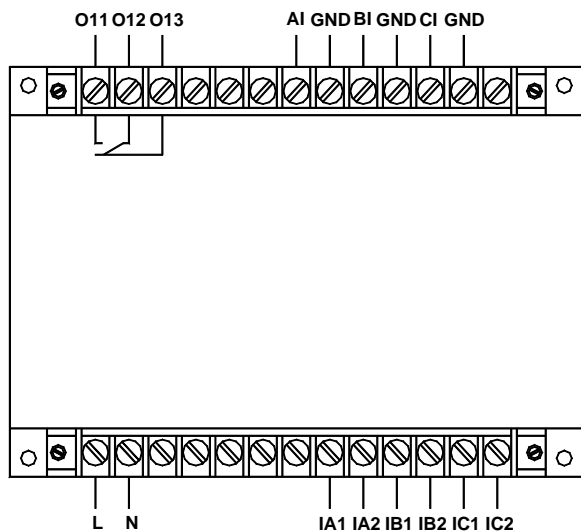 O11 O12 O13 AI GND BI GND CI GND
L N IA1 IA2 IB1 IB2 IC1 IC2